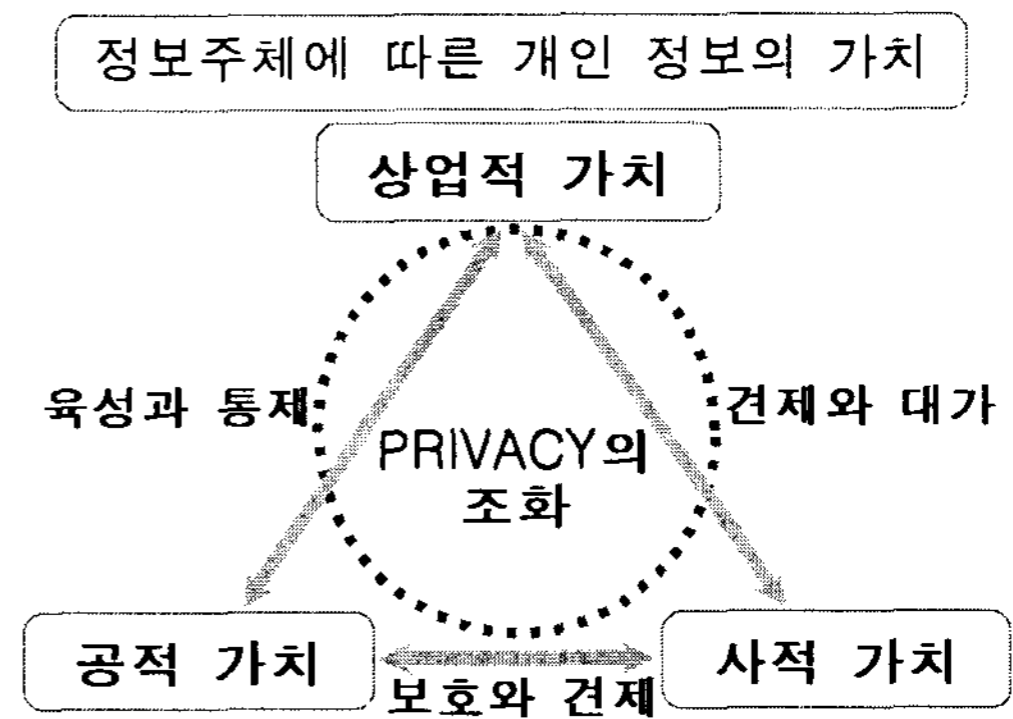 정보주체에 따른 개인 정보의 가치
상업적 가치
육성과 통제
견제와 대가
PRIVACY의
조화
공적 가치
사적 가치
보호와 견제